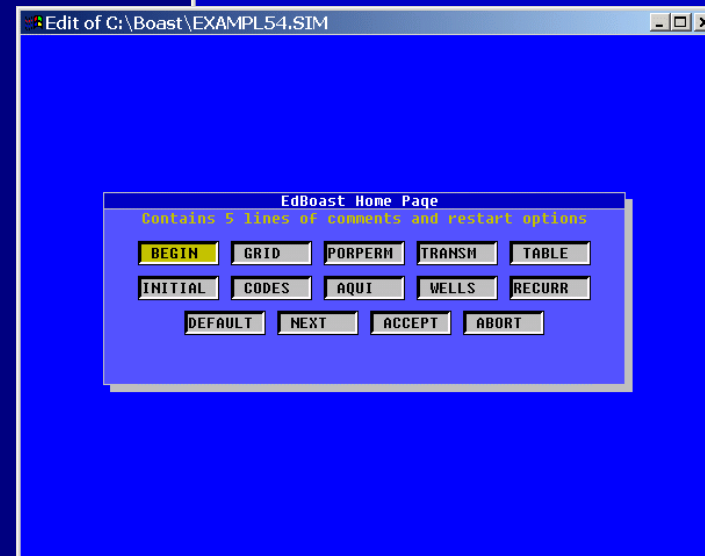 Edit of C:\Boast\EXAMPL54.SIM
EdBoast Home Page
Contains 5 lines of comments and restart options
BEGIN GRID PORPERM TRANSM TABLE
INITIAL CODES AQUI WELLS RECURR
DEFAULT NEXT ACCEPT ABORT